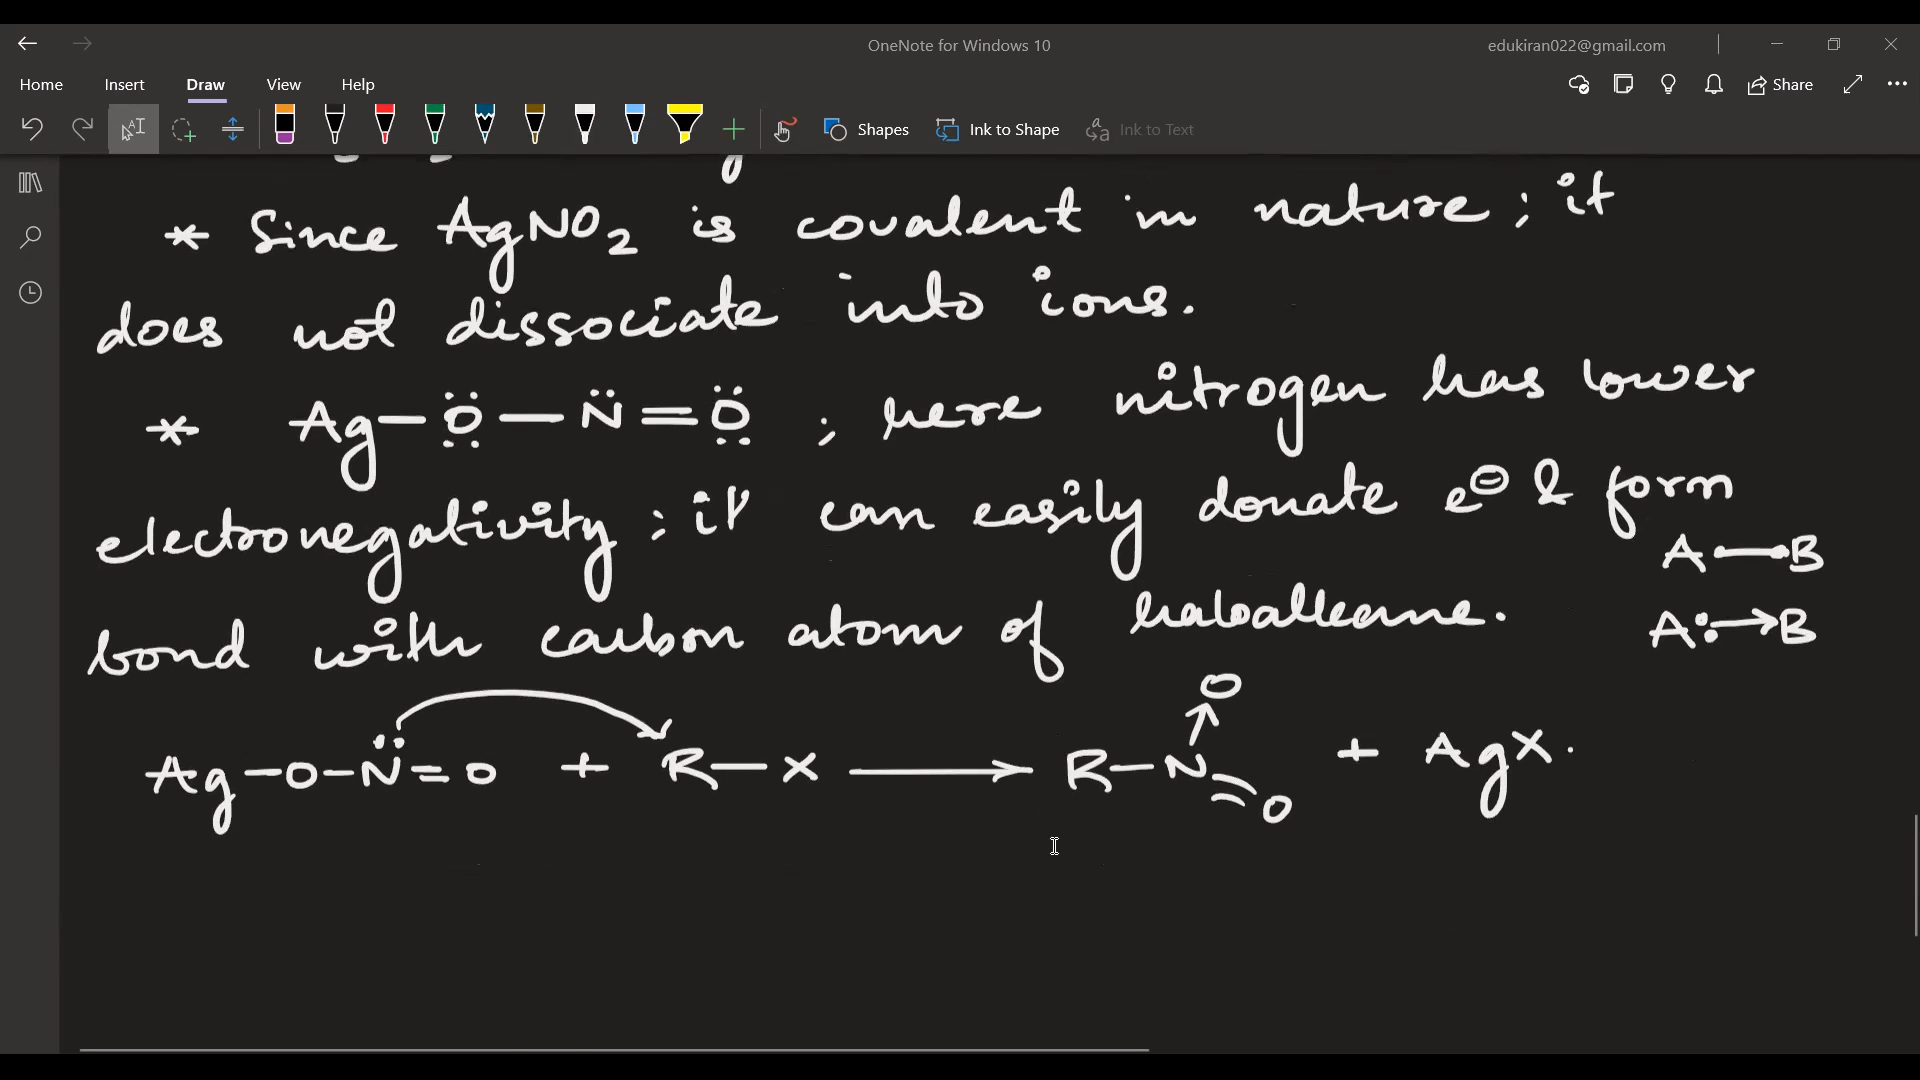 OneNote for Windows 10
edukiran022@gmail.com
Home Insert Draw View Help
Share
Shapes Ink to Shape Ink to Text
* Since AgNO2 is covalent in nature ; it
does not dissociate into ions.
* Ag—O—N=O ; here nitrogen has lower
electronegativity ; it can easily donate e⊖ & form
A—B
bond with carbon atom of haloalkane.
A:→B
Ag—O—N=O + R—X ⟶ R—N→O =O + AgX.